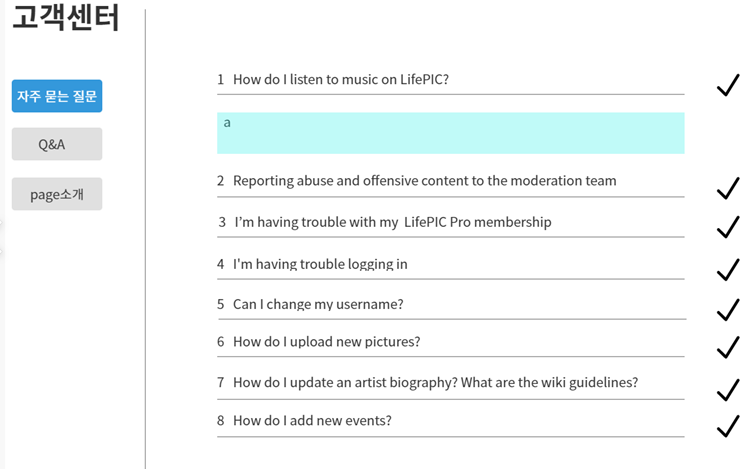 고객센터
자주 묻는 질문
Q&A
page소개
1 How do I listen to music on LifePIC?
a
2 Reporting abuse and offensive content to the moderation team
3 I’m having trouble with my LifePIC Pro membership
4 I'm having trouble logging in
5 Can I change my username?
6 How do I upload new pictures?
7 How do I update an artist biography? What are the wiki guidelines?
8 How do I add new events?